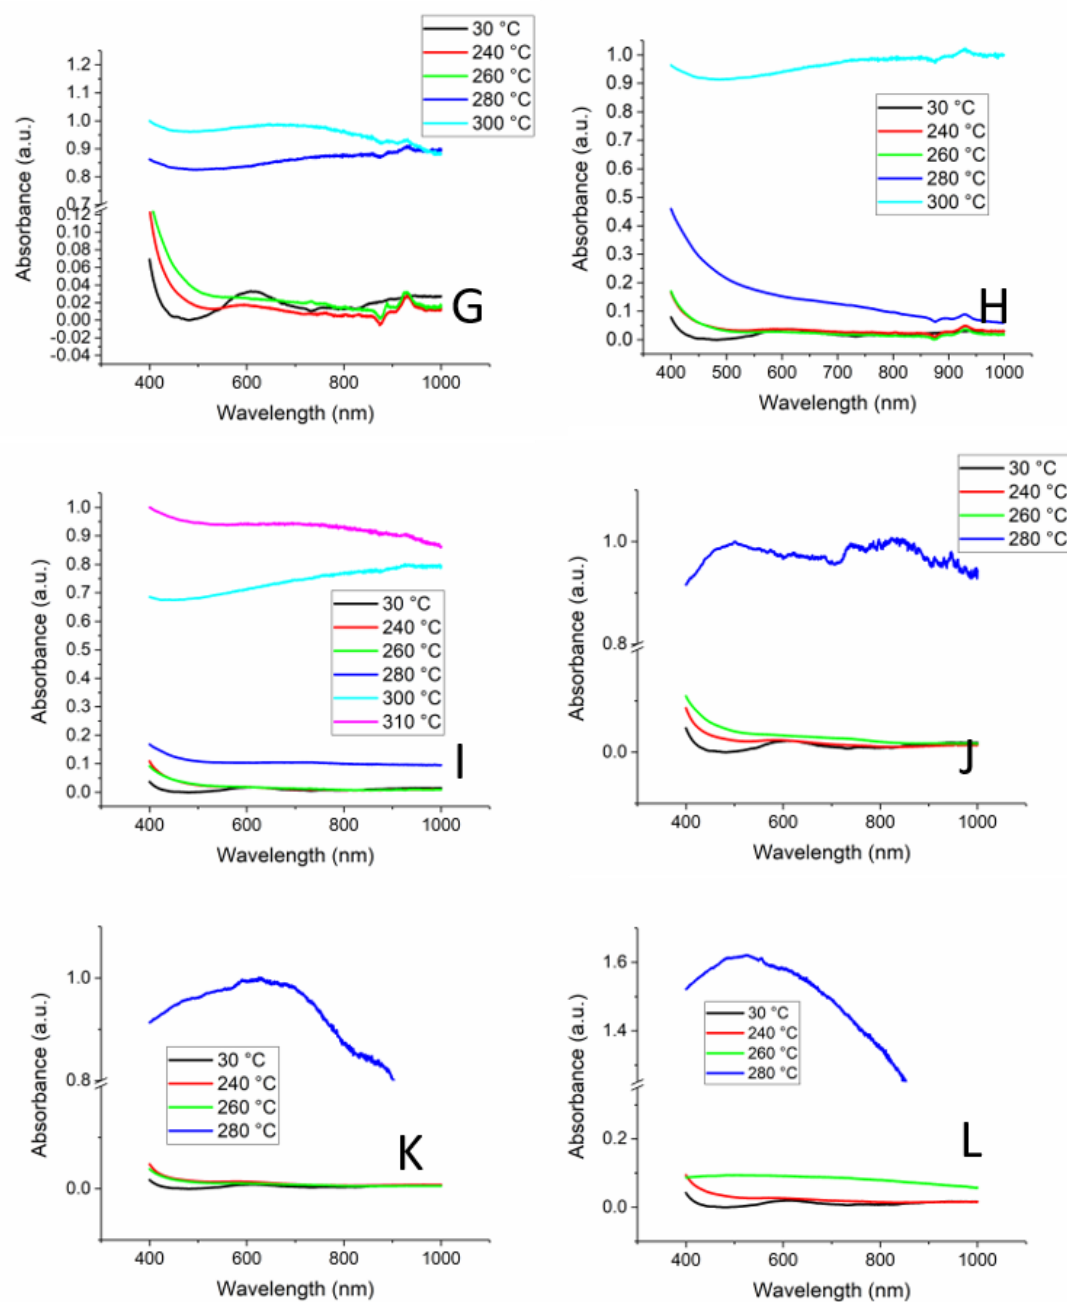 30 °C
240 °C
260 °C
280 °C
300 °C
1.2
1.1
1.0
0.9
0.8
0.7
0.12
0.10
0.08
0.06
0.04
0.02
0.00
-0.02
-0.04
Absorbance (a.u.)
G
400 600 800 1000
Wavelength (nm)
1.0
0.9
0.8
0.7
0.6
0.5
0.4
0.3
0.2
0.1
0.0
Absorbance (a.u.)
30 °C
240 °C
260 °C
280 °C
300 °C
H
400 500 600 700 800 900 1000
Wavelength (nm)
1.0
0.9
0.8
0.7
0.6
0.5
0.4
0.3
0.2
0.1
0.0
Absorbance (a.u.)
30 °C
240 °C
260 °C
280 °C
300 °C
310 °C
I
400 600 800 1000
Wavelength (nm)
30 °C
240 °C
260 °C
280 °C
1.0
0.8
0.0
Absorbance (a.u.)
J
400 600 800 1000
Wavelength (nm)
1.0
0.8
0.0
Absorbance (a.u.)
30 °C
240 °C
260 °C
280 °C
K
400 600 800 1000
Wavelength (nm)
1.6
1.4
0.2
0.0
Absorbance (a.u.)
30 °C
240 °C
260 °C
280 °C
L
400 600 800 1000
Wavelength (nm)